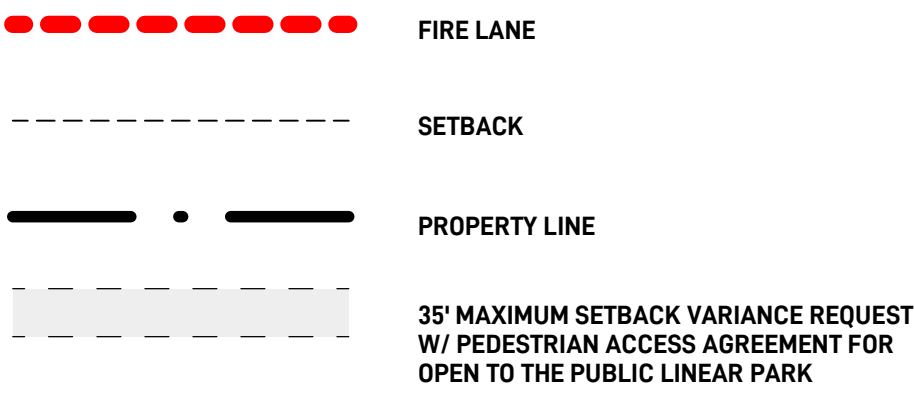 FIRE LANE
SETBACK
PROPERTY LINE
35' MAXIMUM SETBACK VARIANCE REQUEST
W/ PEDESTRIAN ACCESS AGREEMENT FOR
OPEN TO THE PUBLIC LINEAR PARK